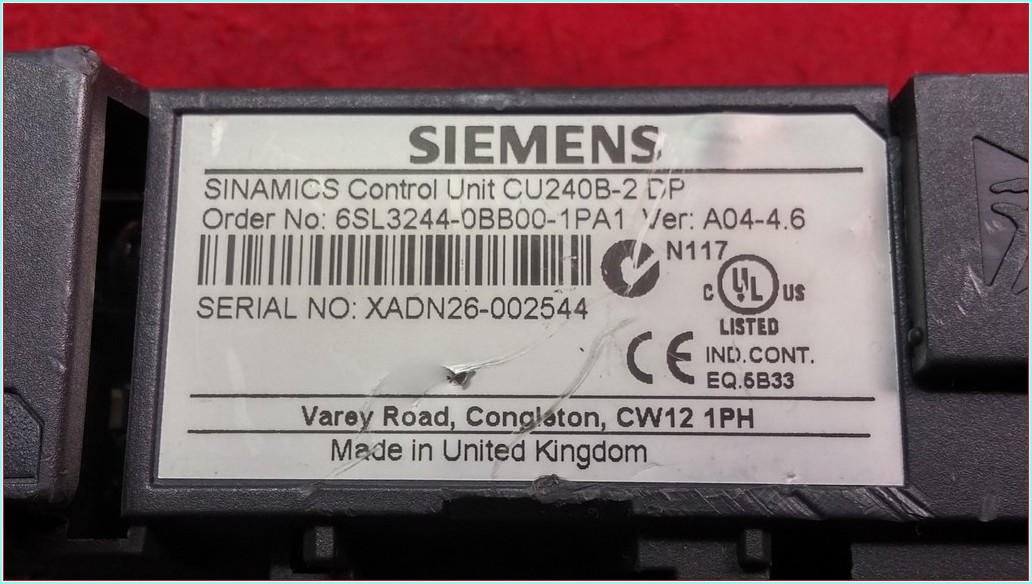 SIEMENS
SINAMICS Control Unit CU240B-2 DP
Order No: 6SL3244-0BB00-1PA1 Ver: A04-4.6
N117
C UL US
LISTED
SERIAL NO: XADN26-002544
CE IND.CONT.
EQ.5B33
Varey Road, Congleton, CW12 1PH
Made in United Kingdom